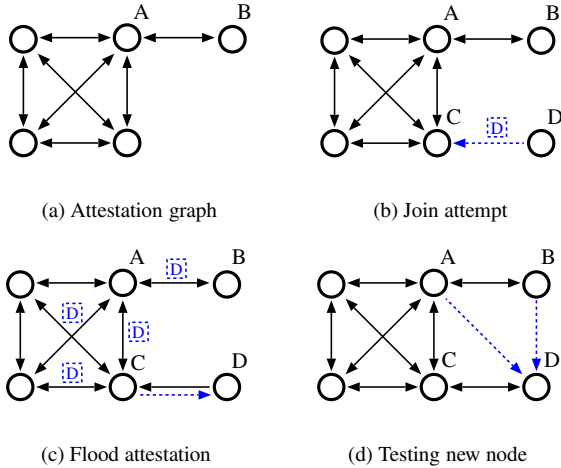 A B
A B
C D
D
(a) Attestation graph
(b) Join attempt
A B
D
D
D
C D
D
A B
C D
(c) Flood attestation
(d) Testing new node